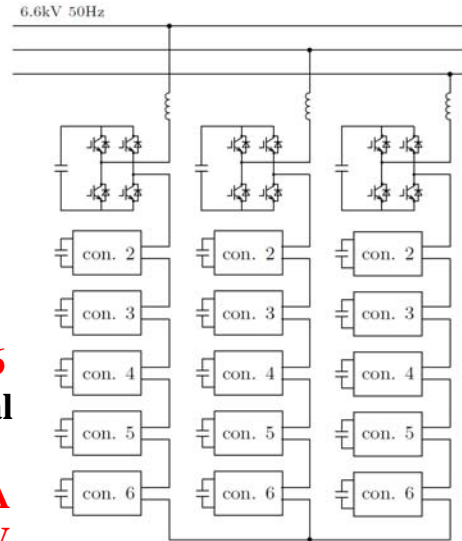 6.6kV 50Hz
con. 2 con. 2 con. 2
con. 3 con. 3 con. 3
con. 4 con. 4 con. 4
con. 5 con. 5 con. 5
con. 6 con. 6 con. 6